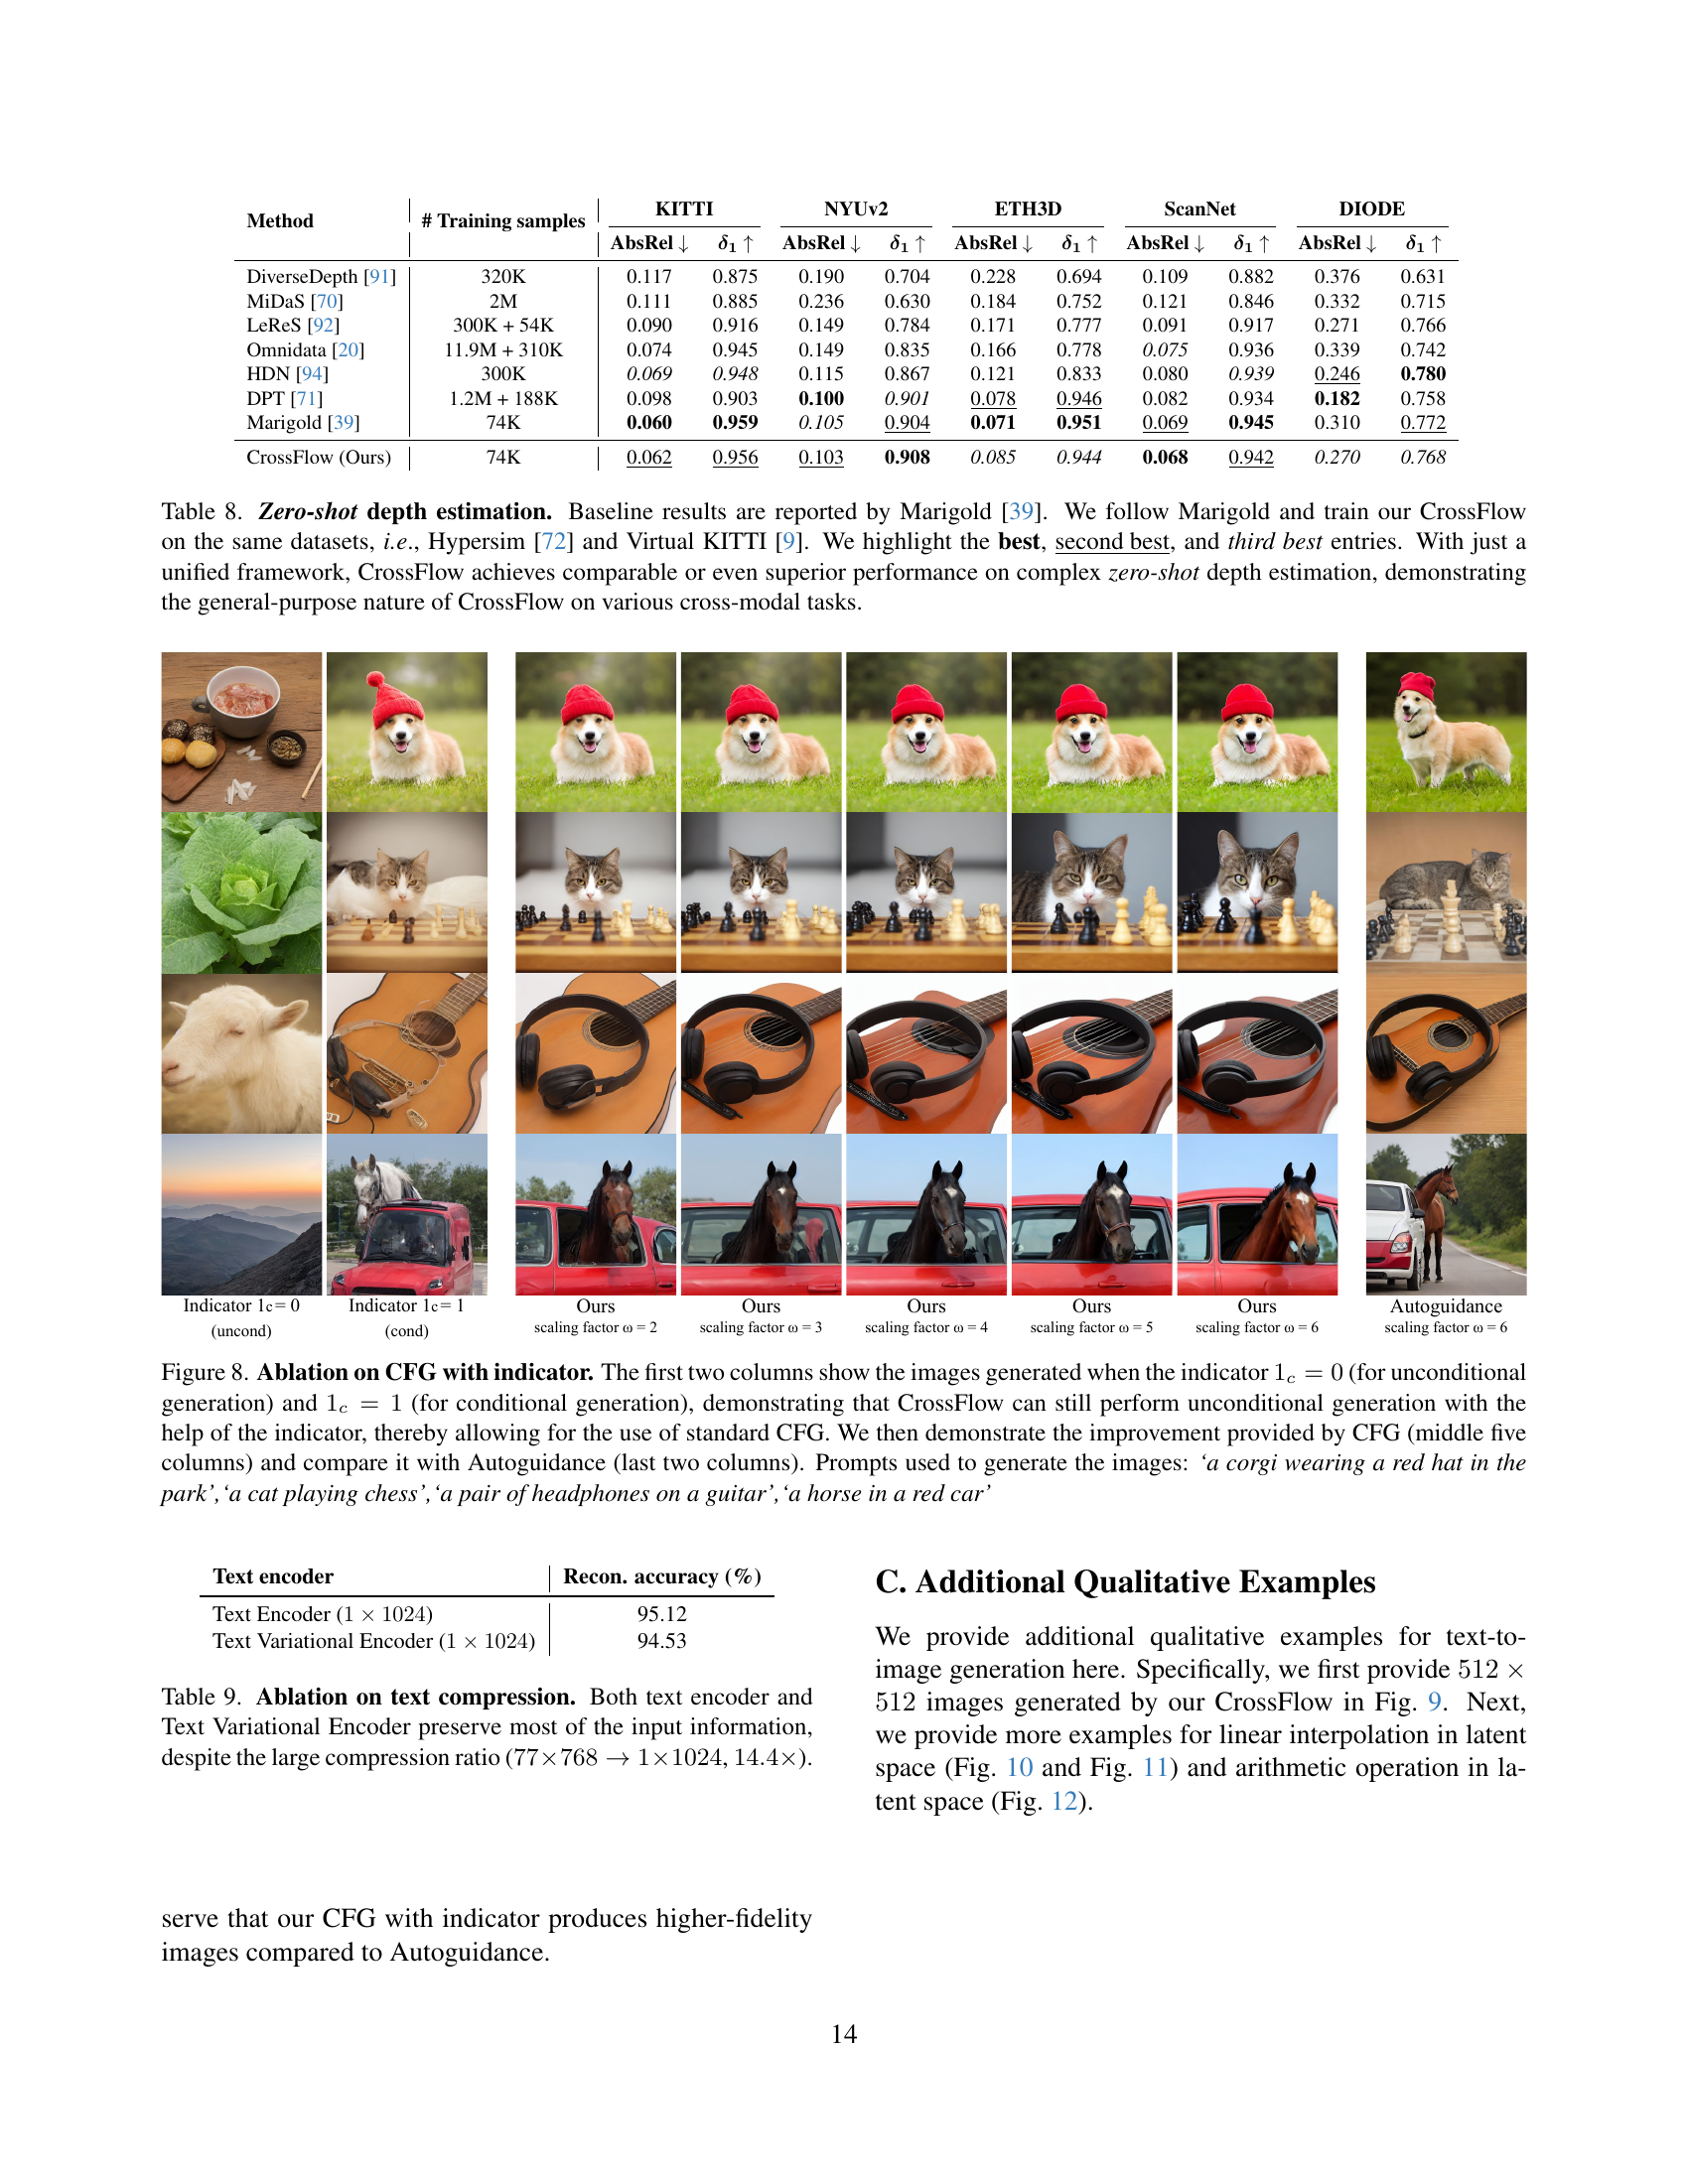 Method # Training samples KITTI NYUv2 ETH3D ScanNet DIODE
AbsRel ↓ δ1 ↑ AbsRel ↓ δ1 ↑ AbsRel ↓ δ1 ↑ AbsRel ↓ δ1 ↑ AbsRel ↓ δ1 ↑
DiverseDepth [91] 320K 0.117 0.875 0.190 0.704 0.228 0.694 0.109 0.882 0.376 0.631
MiDaS [70] 2M 0.111 0.885 0.236 0.630 0.184 0.752 0.121 0.846 0.332 0.715
LeReS [92] 300K + 54K 0.090 0.916 0.149 0.784 0.171 0.777 0.091 0.917 0.271 0.766
Omnidata [20] 11.9M + 310K 0.074 0.945 0.149 0.835 0.166 0.778 0.075 0.936 0.339 0.742
HDN [94] 300K 0.069 0.948 0.115 0.867 0.121 0.833 0.080 0.939 0.246 0.780
DPT [71] 1.2M + 188K 0.098 0.903 0.100 0.901 0.078 0.946 0.082 0.934 0.182 0.758
Marigold [39] 74K 0.060 0.959 0.105 0.904 0.071 0.951 0.069 0.945 0.310 0.772
CrossFlow (Ours) 74K 0.062 0.956 0.103 0.908 0.085 0.944 0.068 0.942 0.270 0.768
Table 8. Zero-shot depth estimation. Baseline results are reported by Marigold [39]. We follow Marigold and train our CrossFlow
on the same datasets, i.e., Hypersim [72] and Virtual KITTI [9]. We highlight the best, second best, and third best entries. With just a
unified framework, CrossFlow achieves comparable or even superior performance on complex zero-shot depth estimation, demonstrating
the general-purpose nature of CrossFlow on various cross-modal tasks.
Indicator 1c = 0 Indicator 1c = 1 Ours Ours Ours Ours Ours Autoguidance
(uncond) (cond) scaling factor ω = 2 scaling factor ω = 3 scaling factor ω = 4 scaling factor ω = 5 scaling factor ω = 6 scaling factor ω = 6
Figure 8. Ablation on CFG with indicator. The first two columns show the images generated when the indicator 1c = 0 (for unconditional
generation) and 1c = 1 (for conditional generation), demonstrating that CrossFlow can still perform unconditional generation with the
help of the indicator, thereby allowing for the use of standard CFG. We then demonstrate the improvement provided by CFG (middle five
columns) and compare it with Autoguidance (last two columns). Prompts used to generate the images: ‘a corgi wearing a red hat in the
park’,‘a cat playing chess’,‘a pair of headphones on a guitar’,‘a horse in a red car’
Text encoder Recon. accuracy (%)
Text Encoder (1 × 1024) 95.12
Text Variational Encoder (1 × 1024) 94.53
Table 9. Ablation on text compression. Both text encoder and
Text Variational Encoder preserve most of the input information,
despite the large compression ratio (77×768 → 1×1024, 14.4×).
serve that our CFG with indicator produces higher-fidelity
images compared to Autoguidance.
C. Additional Qualitative Examples
We provide additional qualitative examples for text-to-
image generation here. Specifically, we first provide 512 ×
512 images generated by our CrossFlow in Fig. 9. Next,
we provide more examples for linear interpolation in latent
space (Fig. 10 and Fig. 11) and arithmetic operation in la-
tent space (Fig. 12).
14